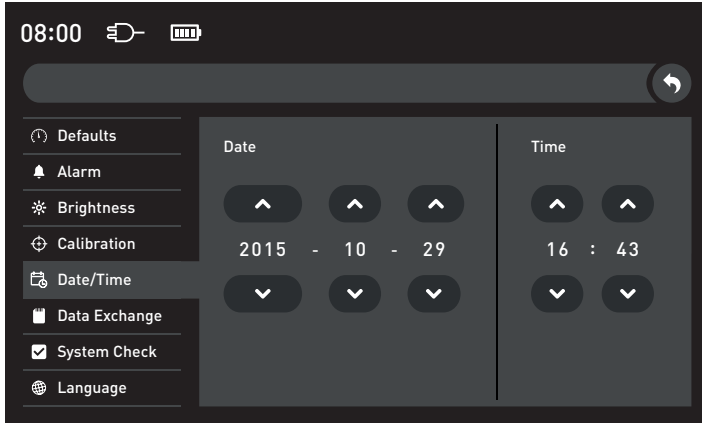 08:00
Defaults
Alarm
Brightness
Calibration
Date/Time
Data Exchange
System Check
Language
Date
2015 - 10 - 29
Time
16 : 43